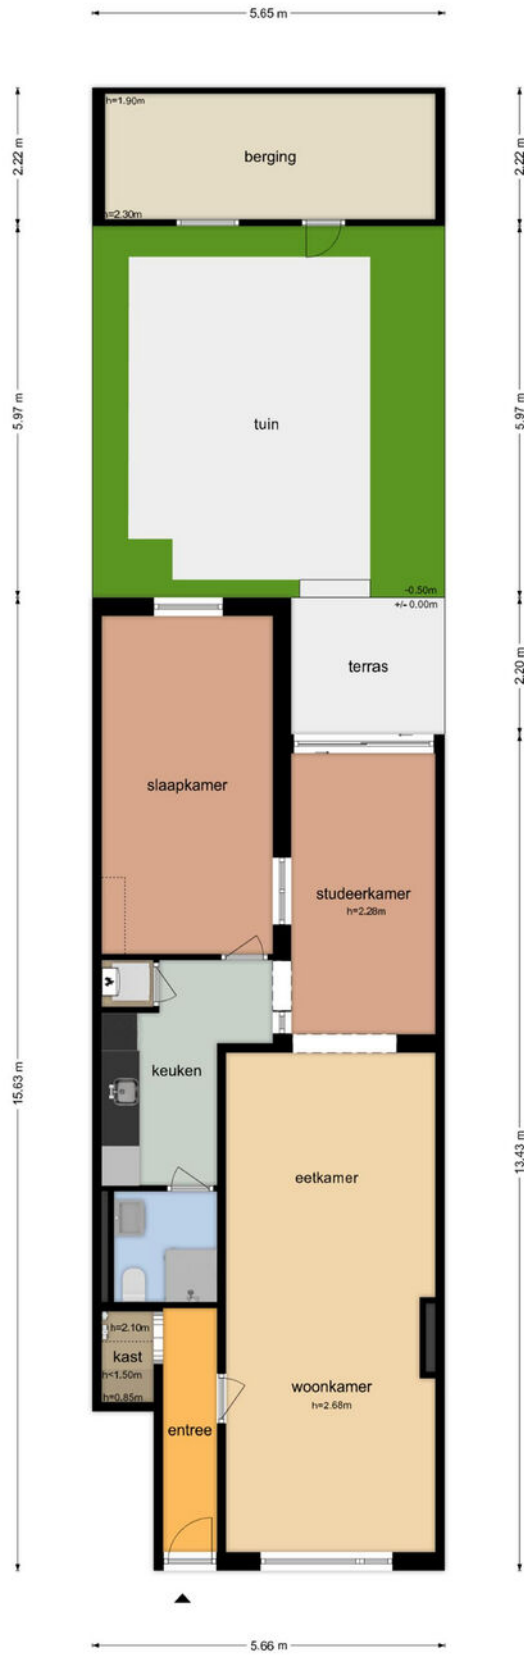 5.65 m
h=1.90m
berging
2.22 m
2.22 m
h=2.30m
5.97 m
5.97 m
tuin
-0.50m
+/- 0.00m
terras
2.20 m
slaapkamer
studeerkamer
h=2.28m
keuken
15.63 m
13.43 m
eetkamer
h=2.10m
kast
h<1.50m
h=0.85m
woonkamer
h=2.68m
entree
5.66 m